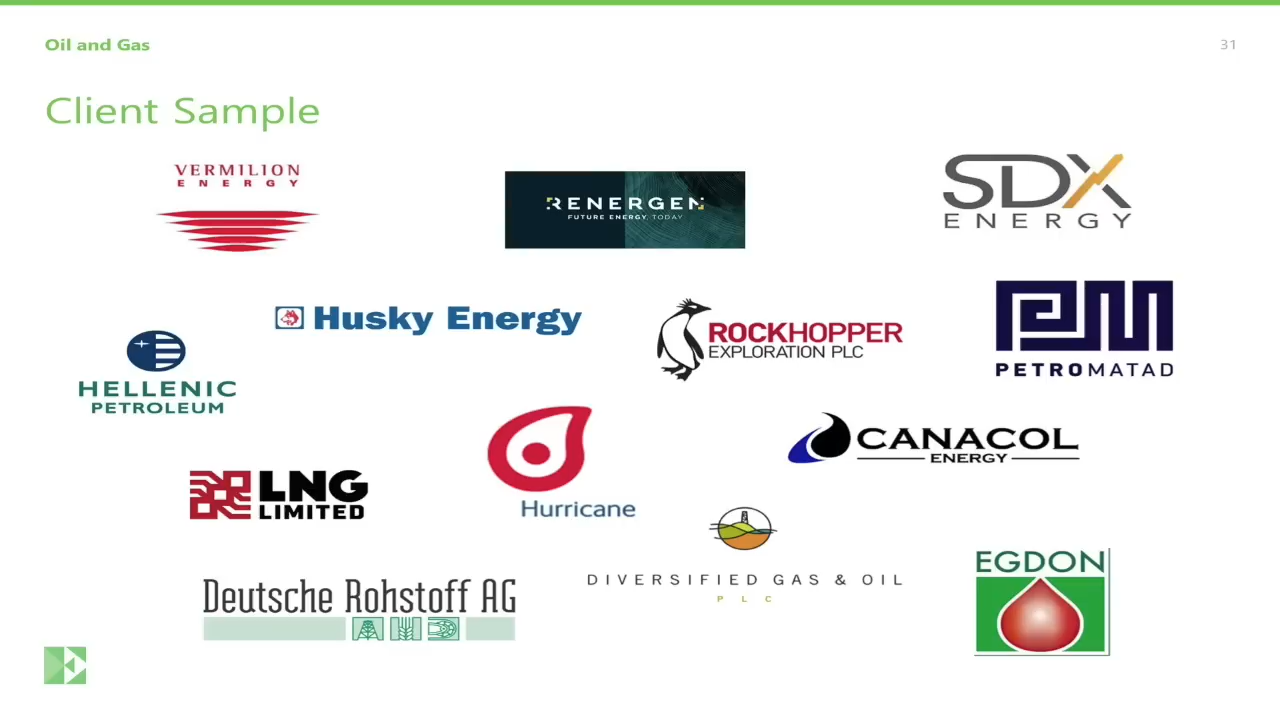 Oil and Gas
31
Client Sample
VERMILION
ENERGY
RENERGEN
FUTURE ENERGY, TODAY
SDX
ENERGY
Husky Energy
ROCKHOPPER
EXPLORATION PLC
PM
PETROMATAD
HELLENIC
PETROLEUM
CANACOL
ENERGY
LNG
LIMITED
Hurricane
DIVERSIFIED GAS & OIL
PLC
EGDON
Deutsche Rohstoff AG